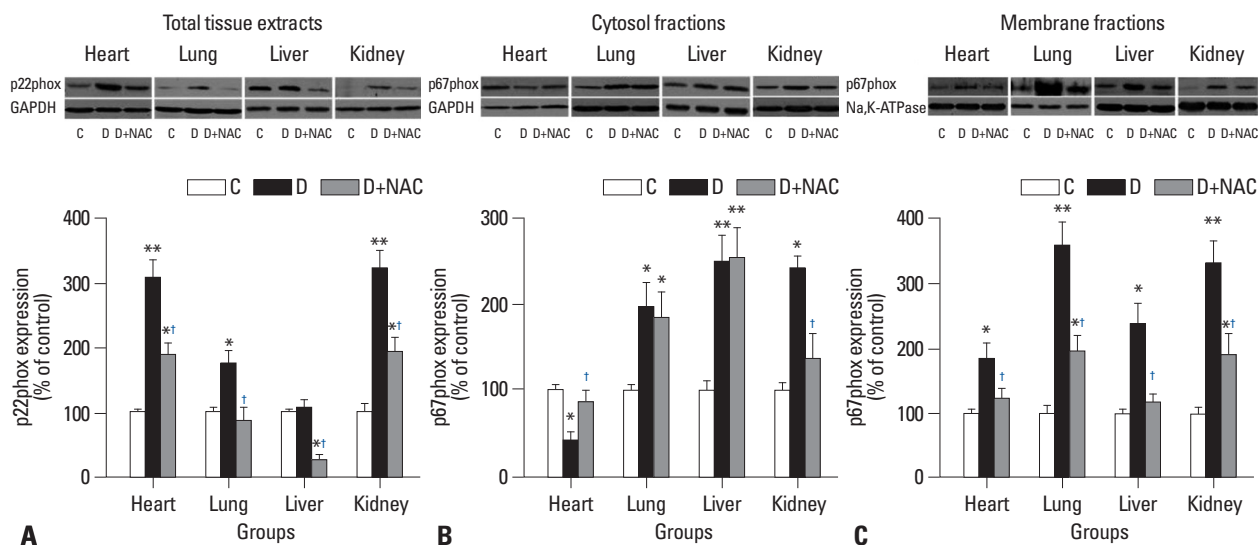 Total tissue extracts
Heart Lung Liver Kidney
p22phox
GAPDH
C D D+NAC C D D+NAC C D D+NAC C D D+NAC
C D D+NAC
p22phox expression
(% of control)
400
300
200
100
0
** *† * † *† ** *†
Heart Lung Liver Kidney
Groups
A
Cytosol fractions
Heart Lung Liver Kidney
p67phox
GAPDH
C D D+NAC C D D+NAC C D D+NAC C D D+NAC
C D D+NAC
p67phox expression
(% of control)
300
200
100
0
* † * * ** ** * †
Heart Lung Liver Kidney
Groups
B
Membrane fractions
Heart Lung Liver Kidney
p67phox
Na,K-ATPase
C D D+NAC C D D+NAC C D D+NAC C D D+NAC
C D D+NAC
p67phox expression
(% of control)
400
300
200
100
0
* † ** *† * † ** *†
Heart Lung Liver Kidney
Groups
C